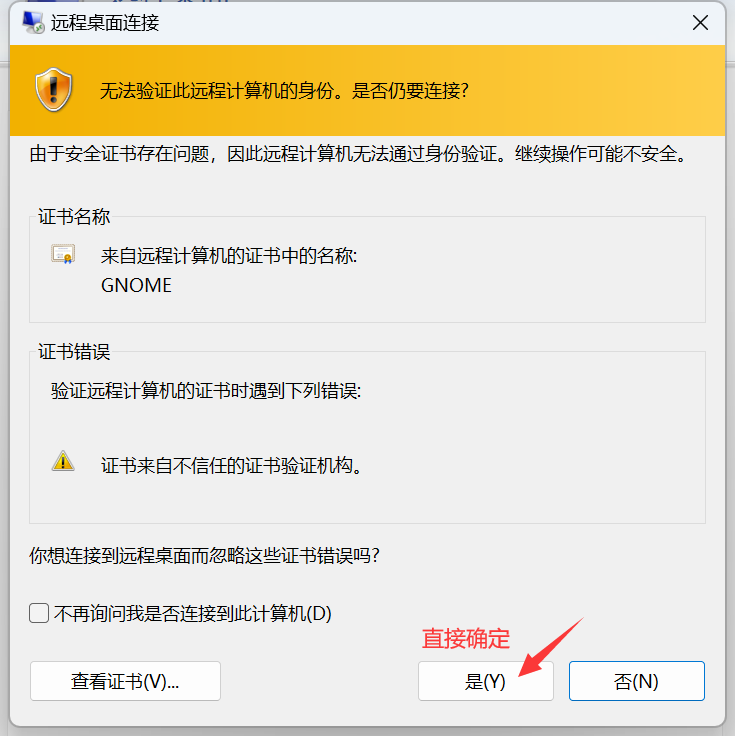 远程桌面连接
无法验证此远程计算机的身份。是否仍要连接?
由于安全证书存在问题，因此远程计算机无法通过身份验证。继续操作可能不安全。
证书名称
来自远程计算机的证书中的名称:
GNOME
证书错误
验证远程计算机的证书时遇到下列错误:
证书来自不信任的证书验证机构。
你想连接到远程桌面而忽略这些证书错误吗?
不再询问我是否连接到此计算机(D)
直接确定
查看证书(V)... 是(Y) 否(N)